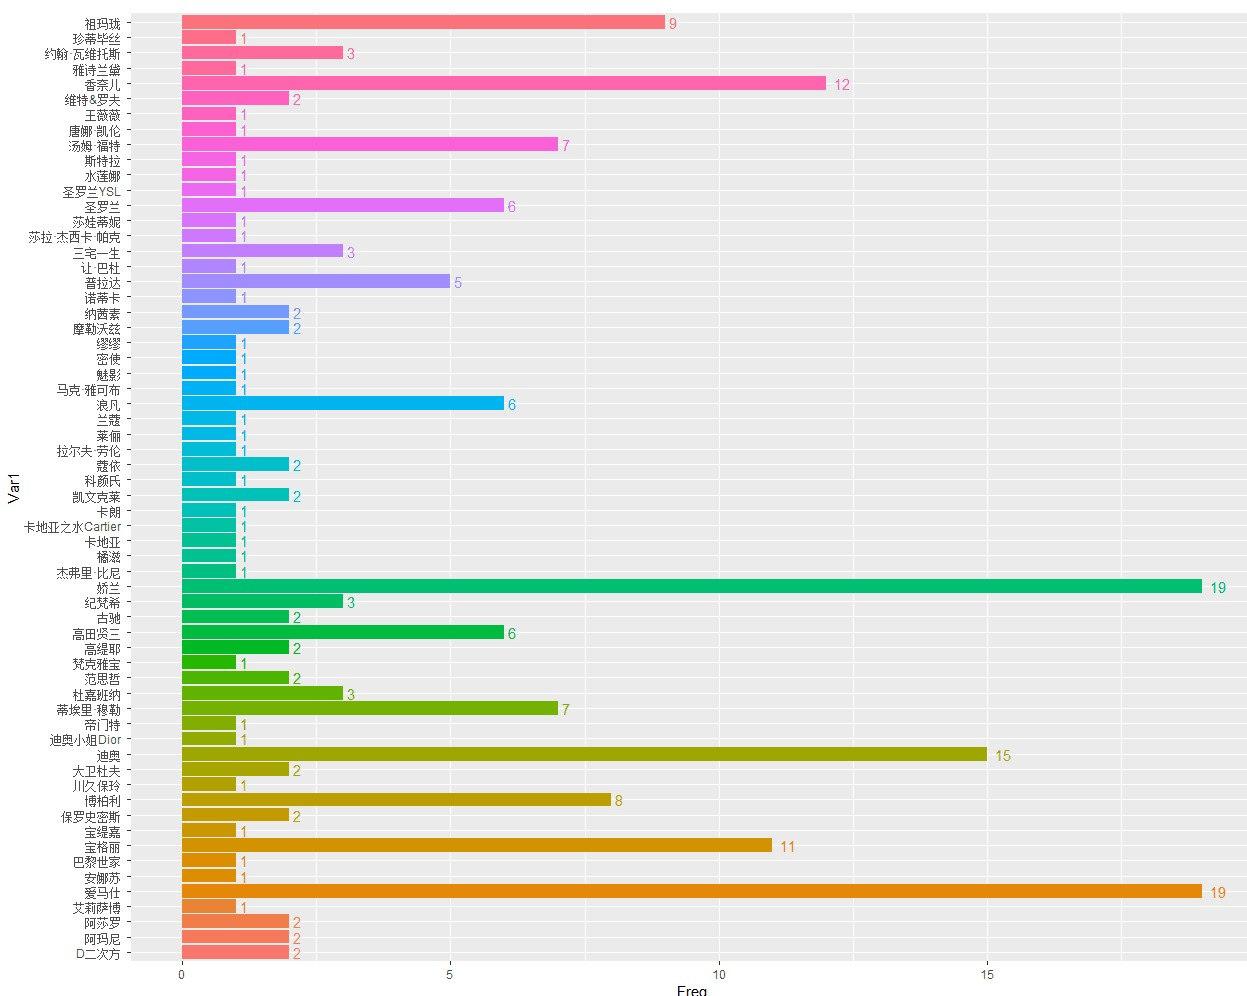 祖玛珑 9
珍蒂毕丝 1
约翰·瓦维托斯 3
雅诗兰黛 1
香奈儿 12
维特&罗夫 2
王薇薇 1
唐娜·凯伦 1
汤姆·福特 7
斯特拉 1
水莲娜 1
圣罗兰YSL 1
圣罗兰 6
莎娃蒂妮 1
莎拉·杰西卡·帕克 1
三宅一生 3
让·巴杜 1
普拉达 5
诺蒂卡 1
纳茜素 2
摩勒沃兹 2
缪缪 1
密使 1
魅影 1
马克·雅可布 1
浪凡 6
兰蔻 1
莱俪 1
拉尔夫·劳伦 1
蔻依 2
科颜氏 1
凯文克莱 2
卡朗 1
卡地亚之水Cartier 1
卡地亚 1
橘滋 1
杰弗里·比尼 1
娇兰 19
纪梵希 3
古驰 2
高田贤三 6
高缇耶 2
梵克雅宝 1
范思哲 2
杜嘉班纳 3
蒂埃里·穆勒 7
帝门特 1
迪奥小姐Dior 1
迪奥 15
大卫杜夫 2
川久保玲 1
博柏利 8
保罗史密斯 2
宝缇嘉 1
宝格丽 11
巴黎世家 1
安娜苏 1
爱马仕 19
艾莉萨博 1
阿莎罗 2
阿玛尼 2
D二次方 2
0 5 10 15
Freq
Var1